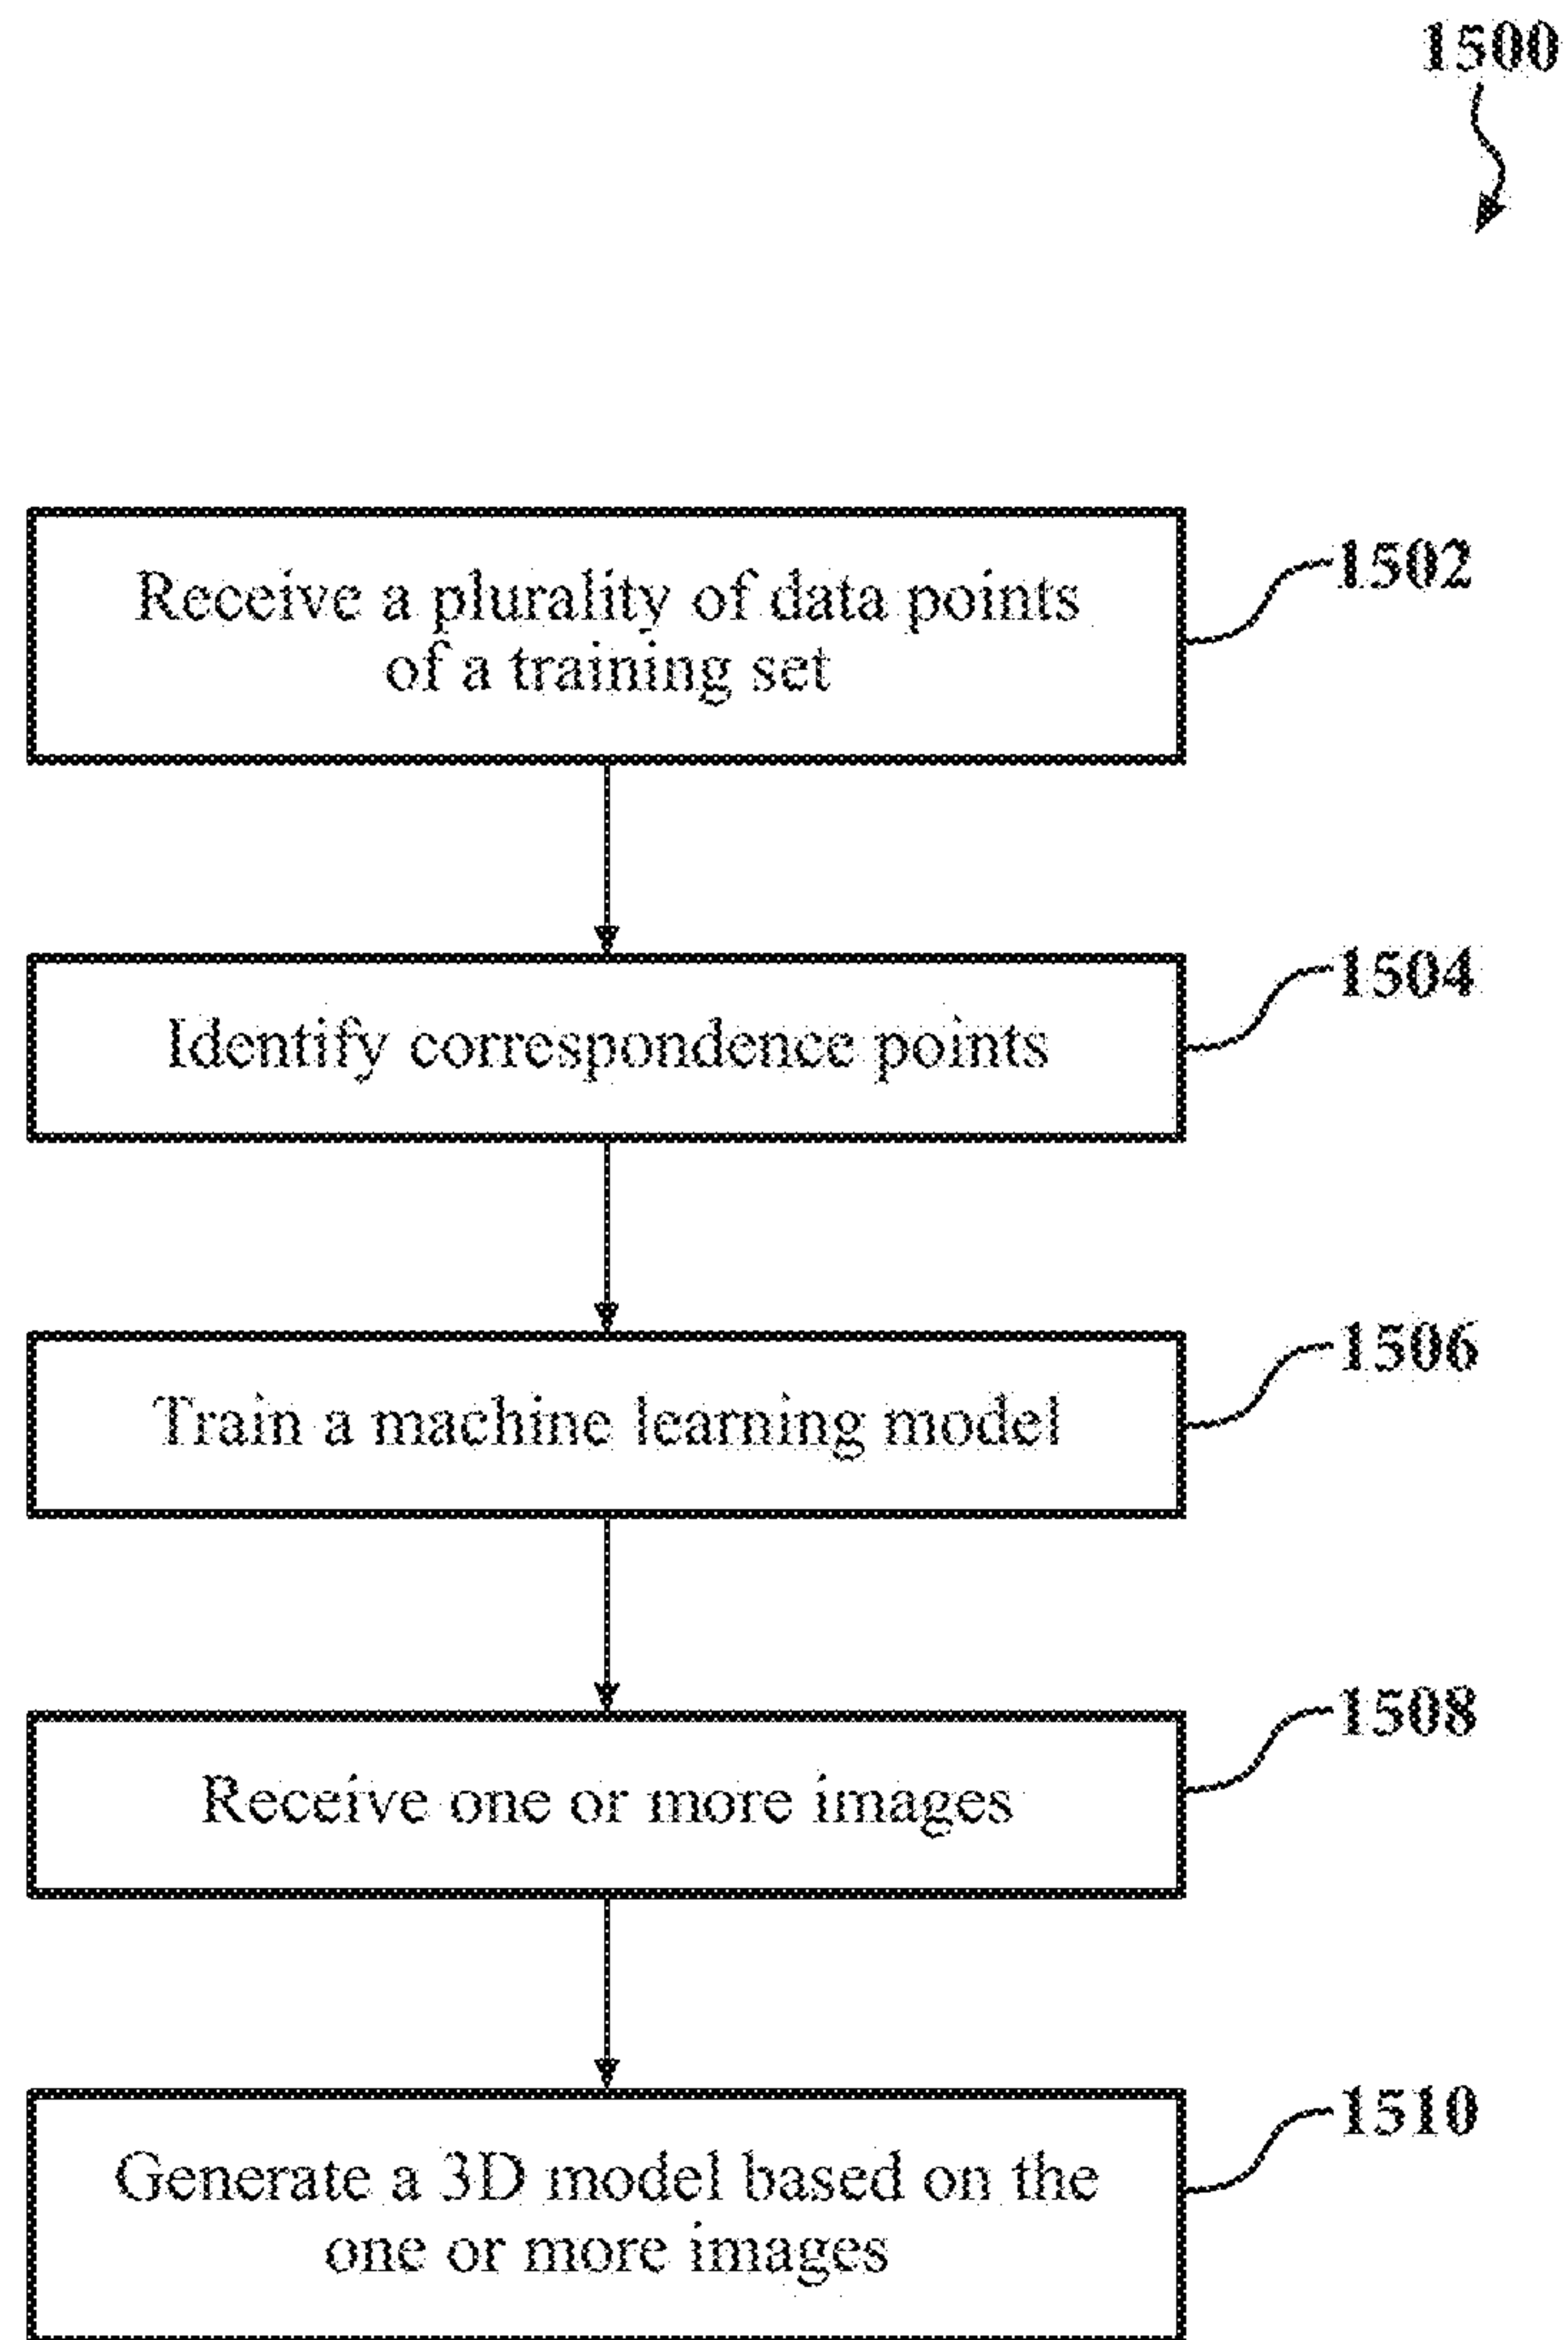 1500
Receive a plurality of data points
of a training set
1502
Identify correspondence points
1504
Train a machine learning model
1506
Receive one or more images
1508
Generate a 3D model based on the
one or more images
1510